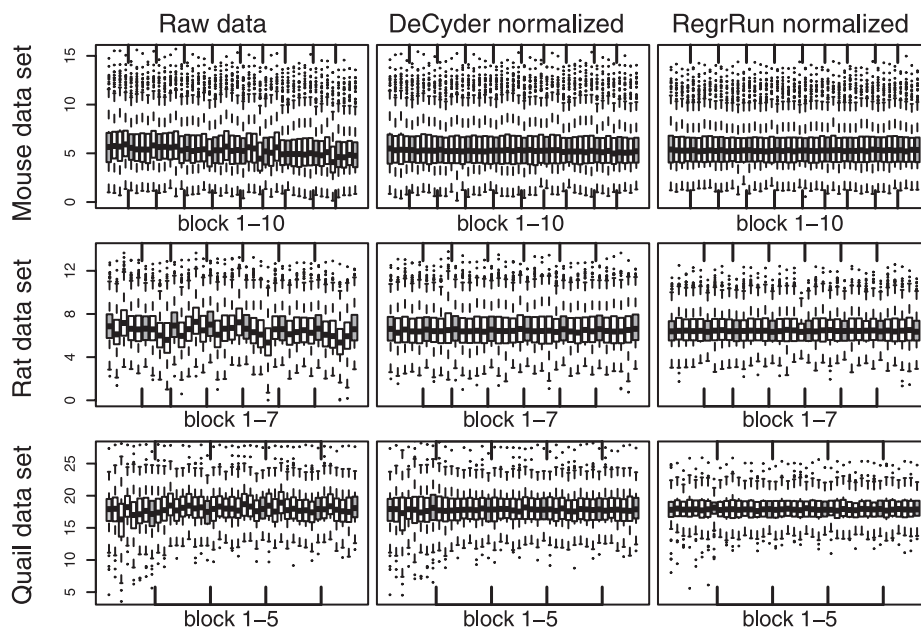 Raw data
DeCyder normalized
RegrRun normalized
Mouse data set
15
10
5
0
block 1–10
block 1–10
block 1–10
Rat data set
12
8
4
0
block 1–7
block 1–7
block 1–7
Quail data set
25
20
15
10
5
block 1–5
block 1–5
block 1–5